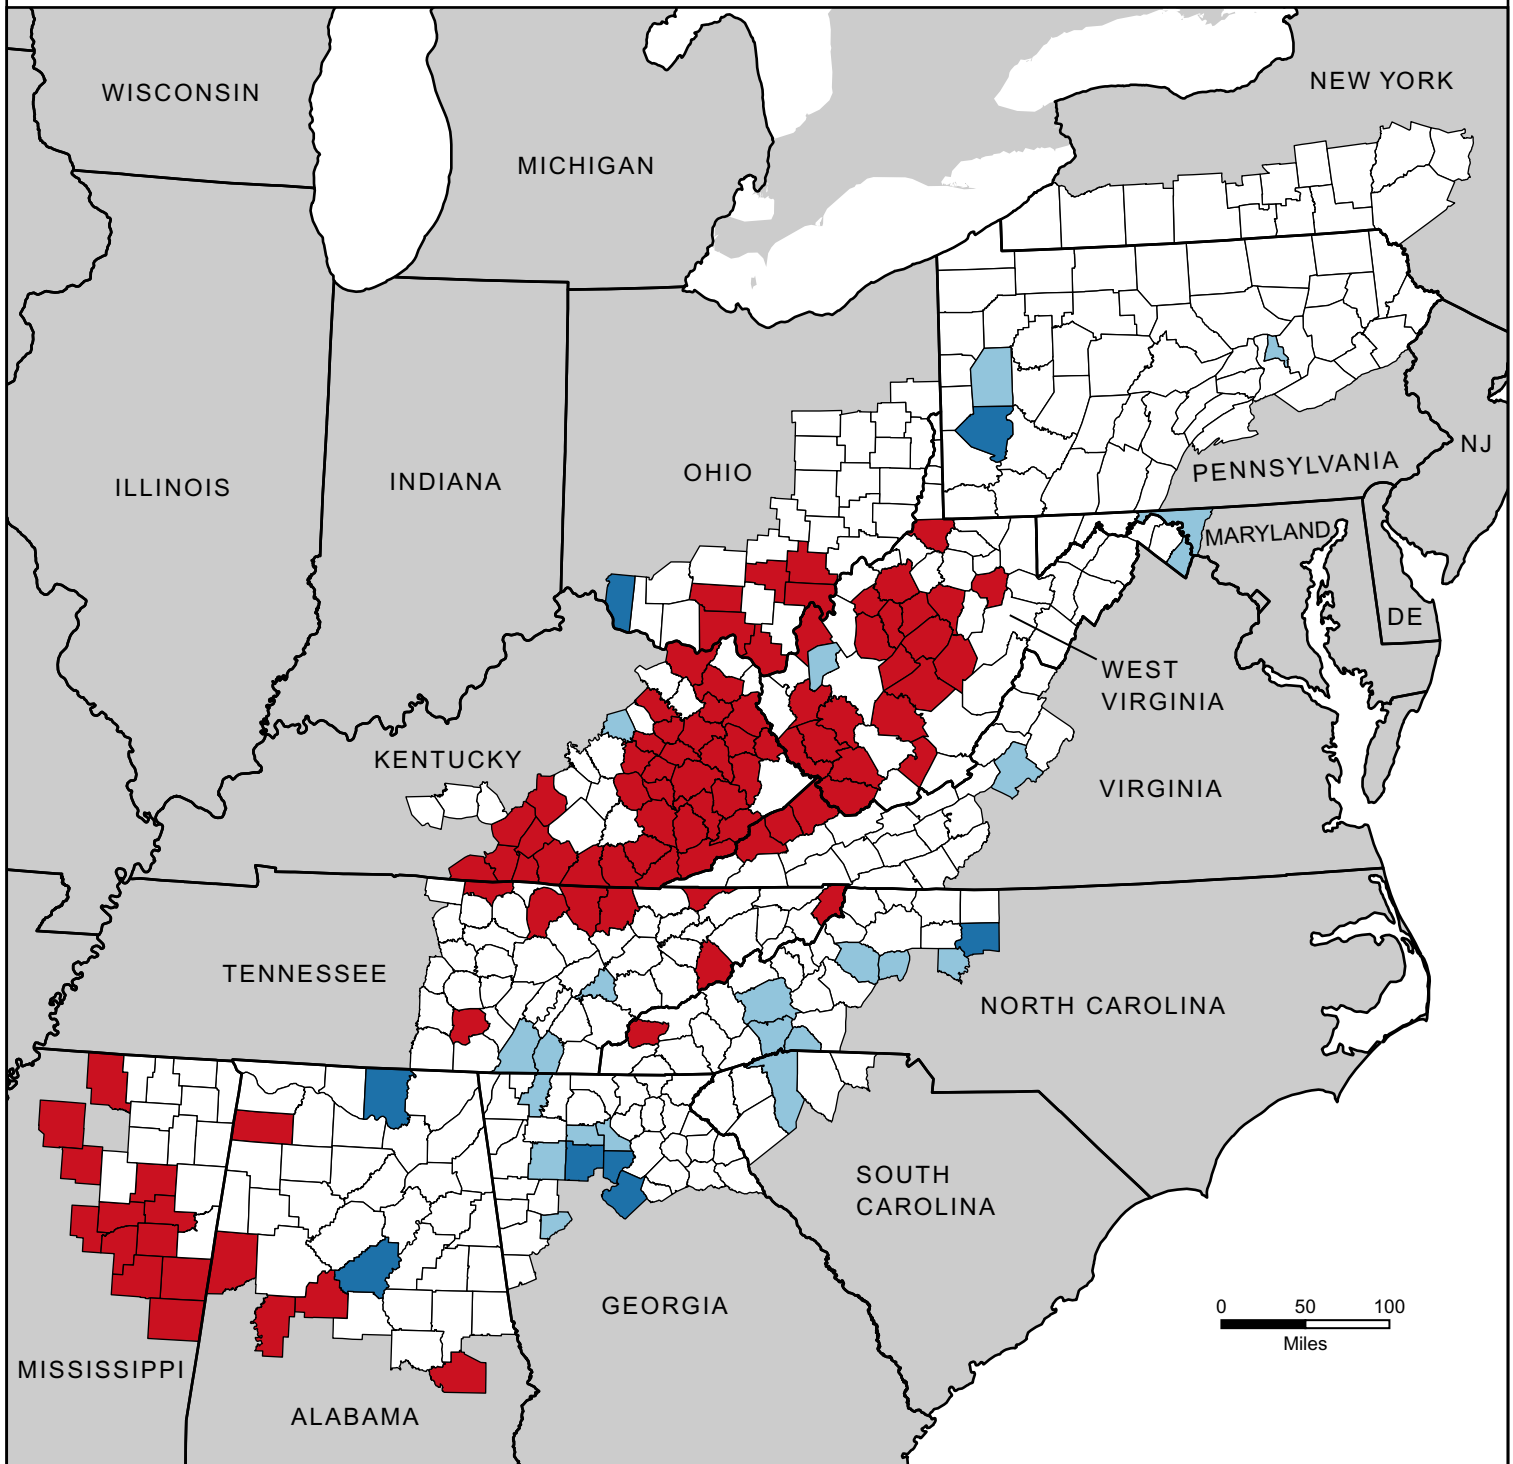 NEW YORK
WISCONSIN
MICHIGAN
NJ
PENNSYLVANIA
OHIO
INDIANA
ILLINOIS
MARYLAND
DE
WEST
VIRGINIA
KENTUCKY
VIRGINIA
TENNESSEE
NORTH CAROLINA
SOUTH
CAROLINA
GEORGIA
0 50 100
Miles
MISSISSIPPI
ALABAMA